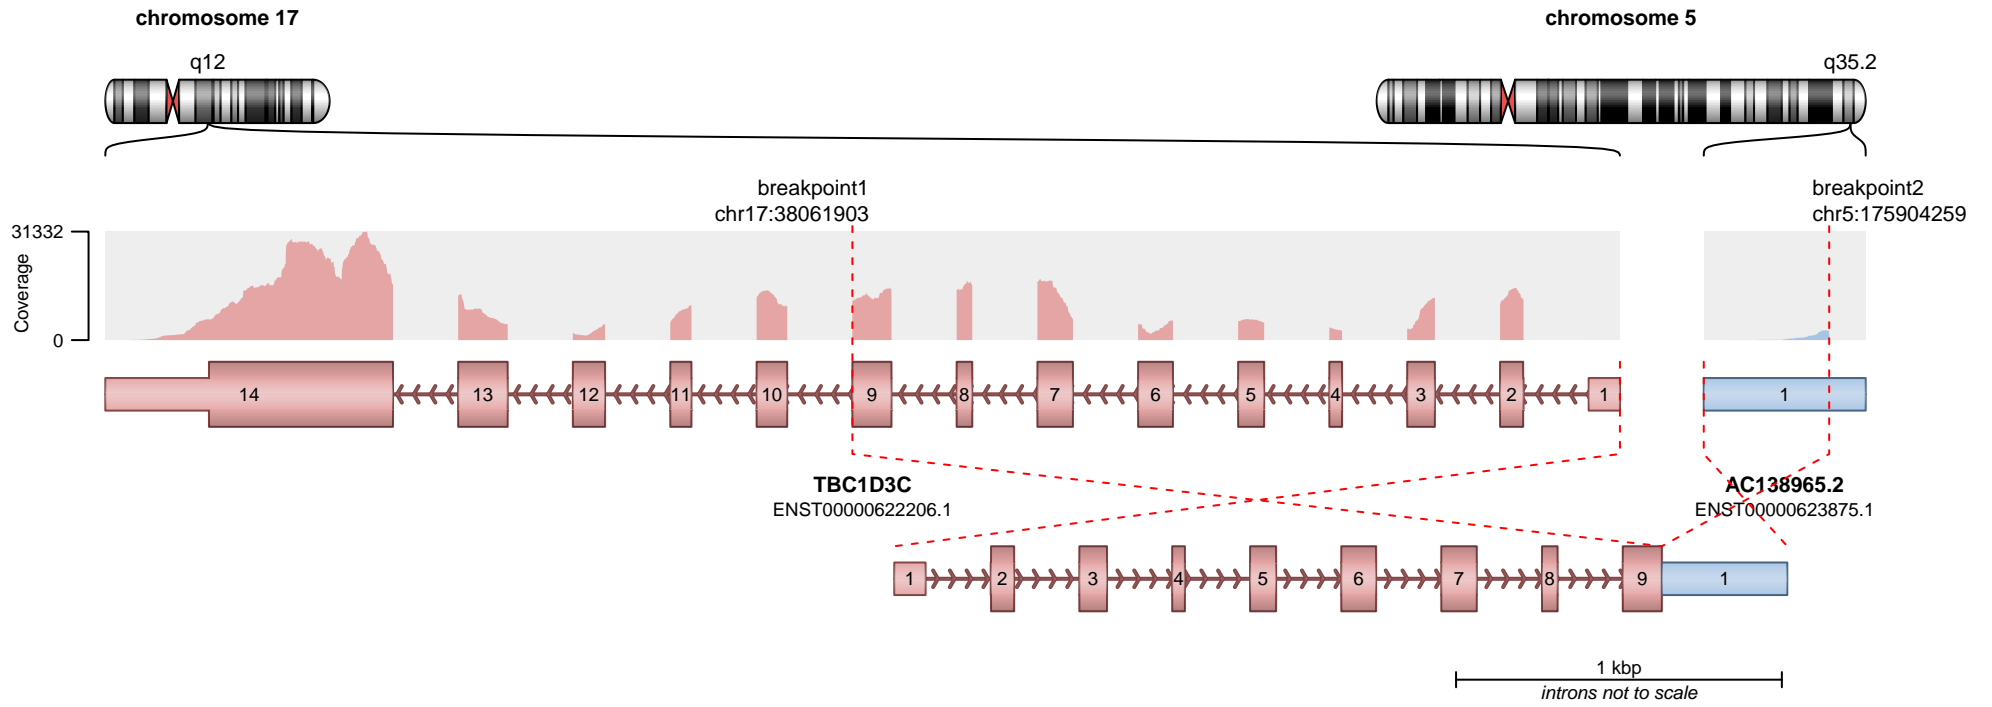 chromosome 17
chromosome 5
q12
q35.2
breakpoint1
chr17:38061903
breakpoint2
chr5:175904259
31332
Coverage
0
14 13 12 11 10 9 8 7 6 5 4 3 2 1 1
TBC1D3C
ENST00000622206.1
AC138965.2
ENST00000623875.1
1 2 3 4 5 6 7 8 9 1
1 kbp
introns not to scale